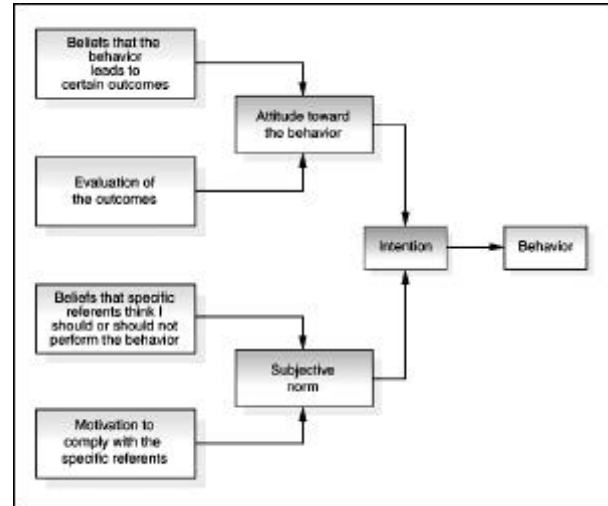 Beliefs that the
behavior
leads to
certain outcomes
Attitude toward
the behavior
Evaluation of
the outcomes
Intention
Behavior
Beliefs that specific
referents think I
should or should not
perform the behavior
Subjective
norm
Motivation to
comply with the
specific referents